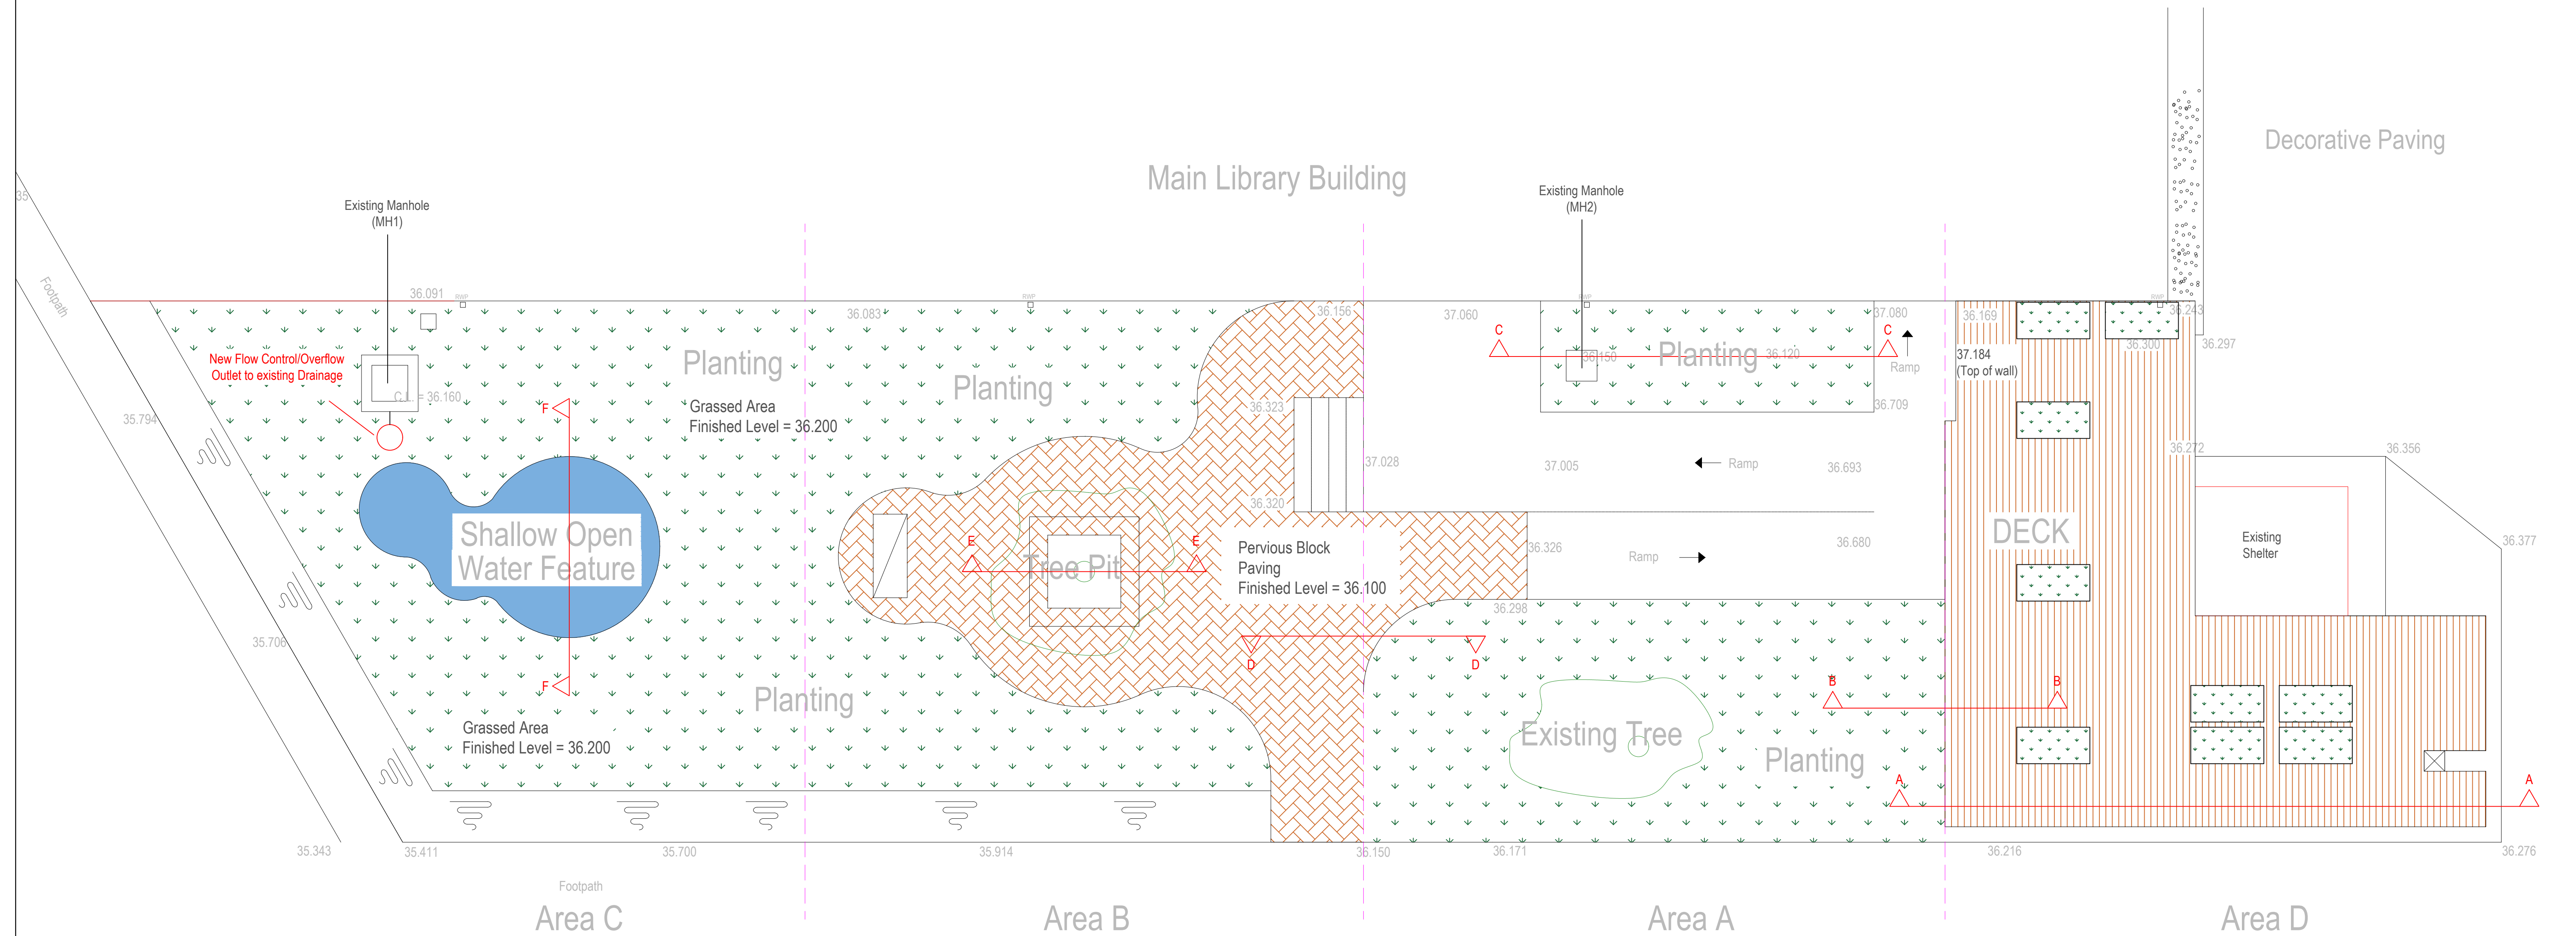 Decorative Paving
Main Library Building
Existing Manhole
(MH2)
Existing Manhole
(MH1)
35
Footpath
36.091
RWP
RWP
RWP
RWP
36.083
36.156
37.060
37.080
36.169
36.243
36.297
36.300
C
C
Ramp
37.184
(Top of wall)
New Flow Control/Overflow
Outlet to existing Drainage
Planting
Planting
36.150
Planting
36.120
C.L. = 36.160
F
Grassed Area
Finished Level = 36.200
36.323
36.709
35.794
36.272
36.356
37.028
37.005
Ramp
36.693
36.320
Shallow Open
Water Feature
DECK
Existing
Shelter
36.377
E
E
Tree Pit
Pervious Block
Paving
Finished Level = 36.100
36.326
Ramp
36.680
36.298
35.706
D
D
F
Planting
B
B
Grassed Area
Finished Level = 36.200
Existing Tree
Planting
A
A
35.343
35.411
35.700
35.914
36.150
36.171
36.216
36.276
Footpath
Area C
Area B
Area A
Area D